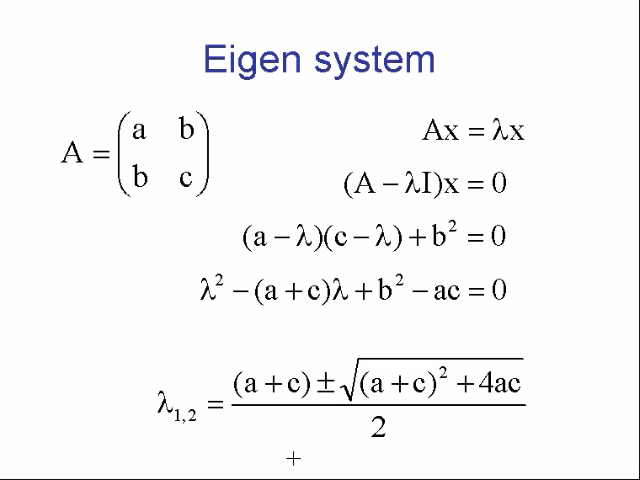 Eigen system
A = ( a b
b c )
Ax = λx
(A − λI)x = 0
(a − λ)(c − λ) + b² = 0
λ² − (a + c)λ + b² − ac = 0
λ₁,₂ = ((a + c) ± √((a + c)² + 4ac)) / 2
+